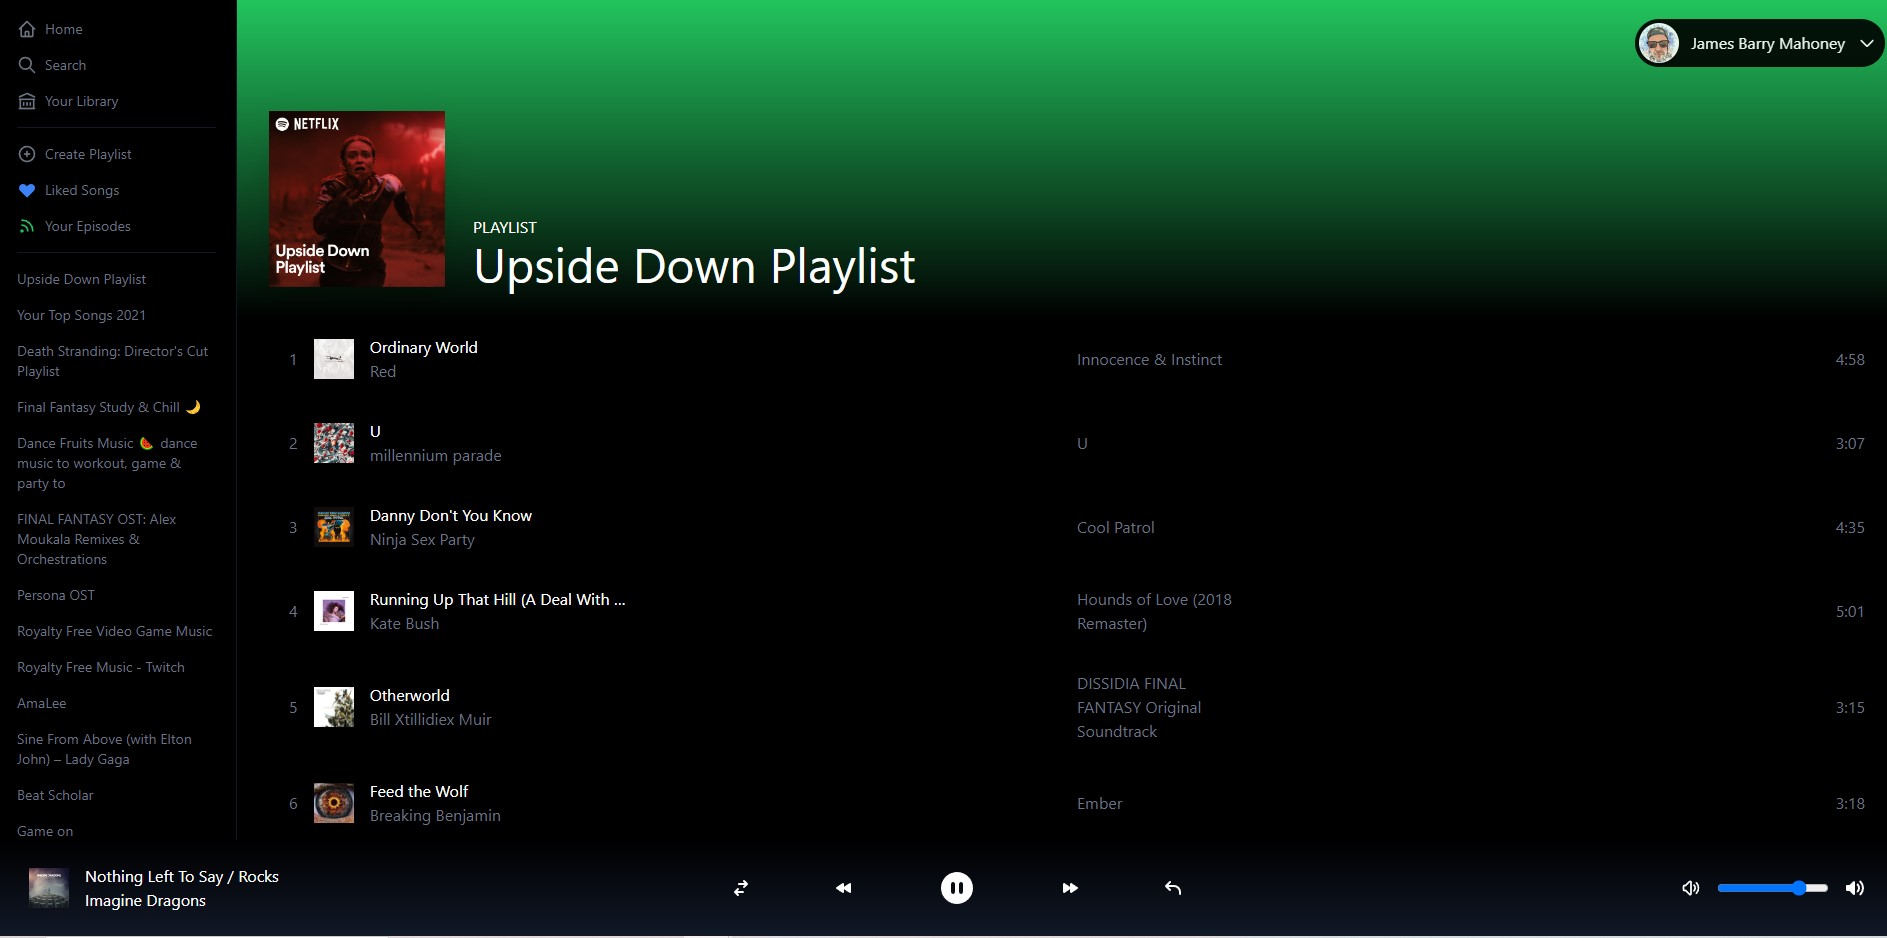 Home
Search
Your Library
Create Playlist
Liked Songs
Your Episodes
Upside Down Playlist
Your Top Songs 2021
Death Stranding: Director's Cut
Playlist
Final Fantasy Study & Chill 🌙
Dance Fruits Music 🍉 dance
music to workout, game &
party to
FINAL FANTASY OST: Alex
Moukala Remixes &
Orchestrations
Persona OST
Royalty Free Video Game Music
Royalty Free Music - Twitch
AmaLee
Sine From Above (with Elton
John) – Lady Gaga
Beat Scholar
Game on
James Barry Mahoney
NETFLIX
Upside Down
Playlist
PLAYLIST
Upside Down Playlist
1
Ordinary World
Red
Innocence & Instinct
4:58
2
U
millennium parade
U
3:07
3
Danny Don't You Know
Ninja Sex Party
Cool Patrol
4:35
4
Running Up That Hill (A Deal With ...
Kate Bush
Hounds of Love (2018
Remaster)
5:01
5
Otherworld
Bill Xtillidiex Muir
DISSIDIA FINAL
FANTASY Original
Soundtrack
3:15
6
Feed the Wolf
Breaking Benjamin
Ember
3:18
Nothing Left To Say / Rocks
Imagine Dragons